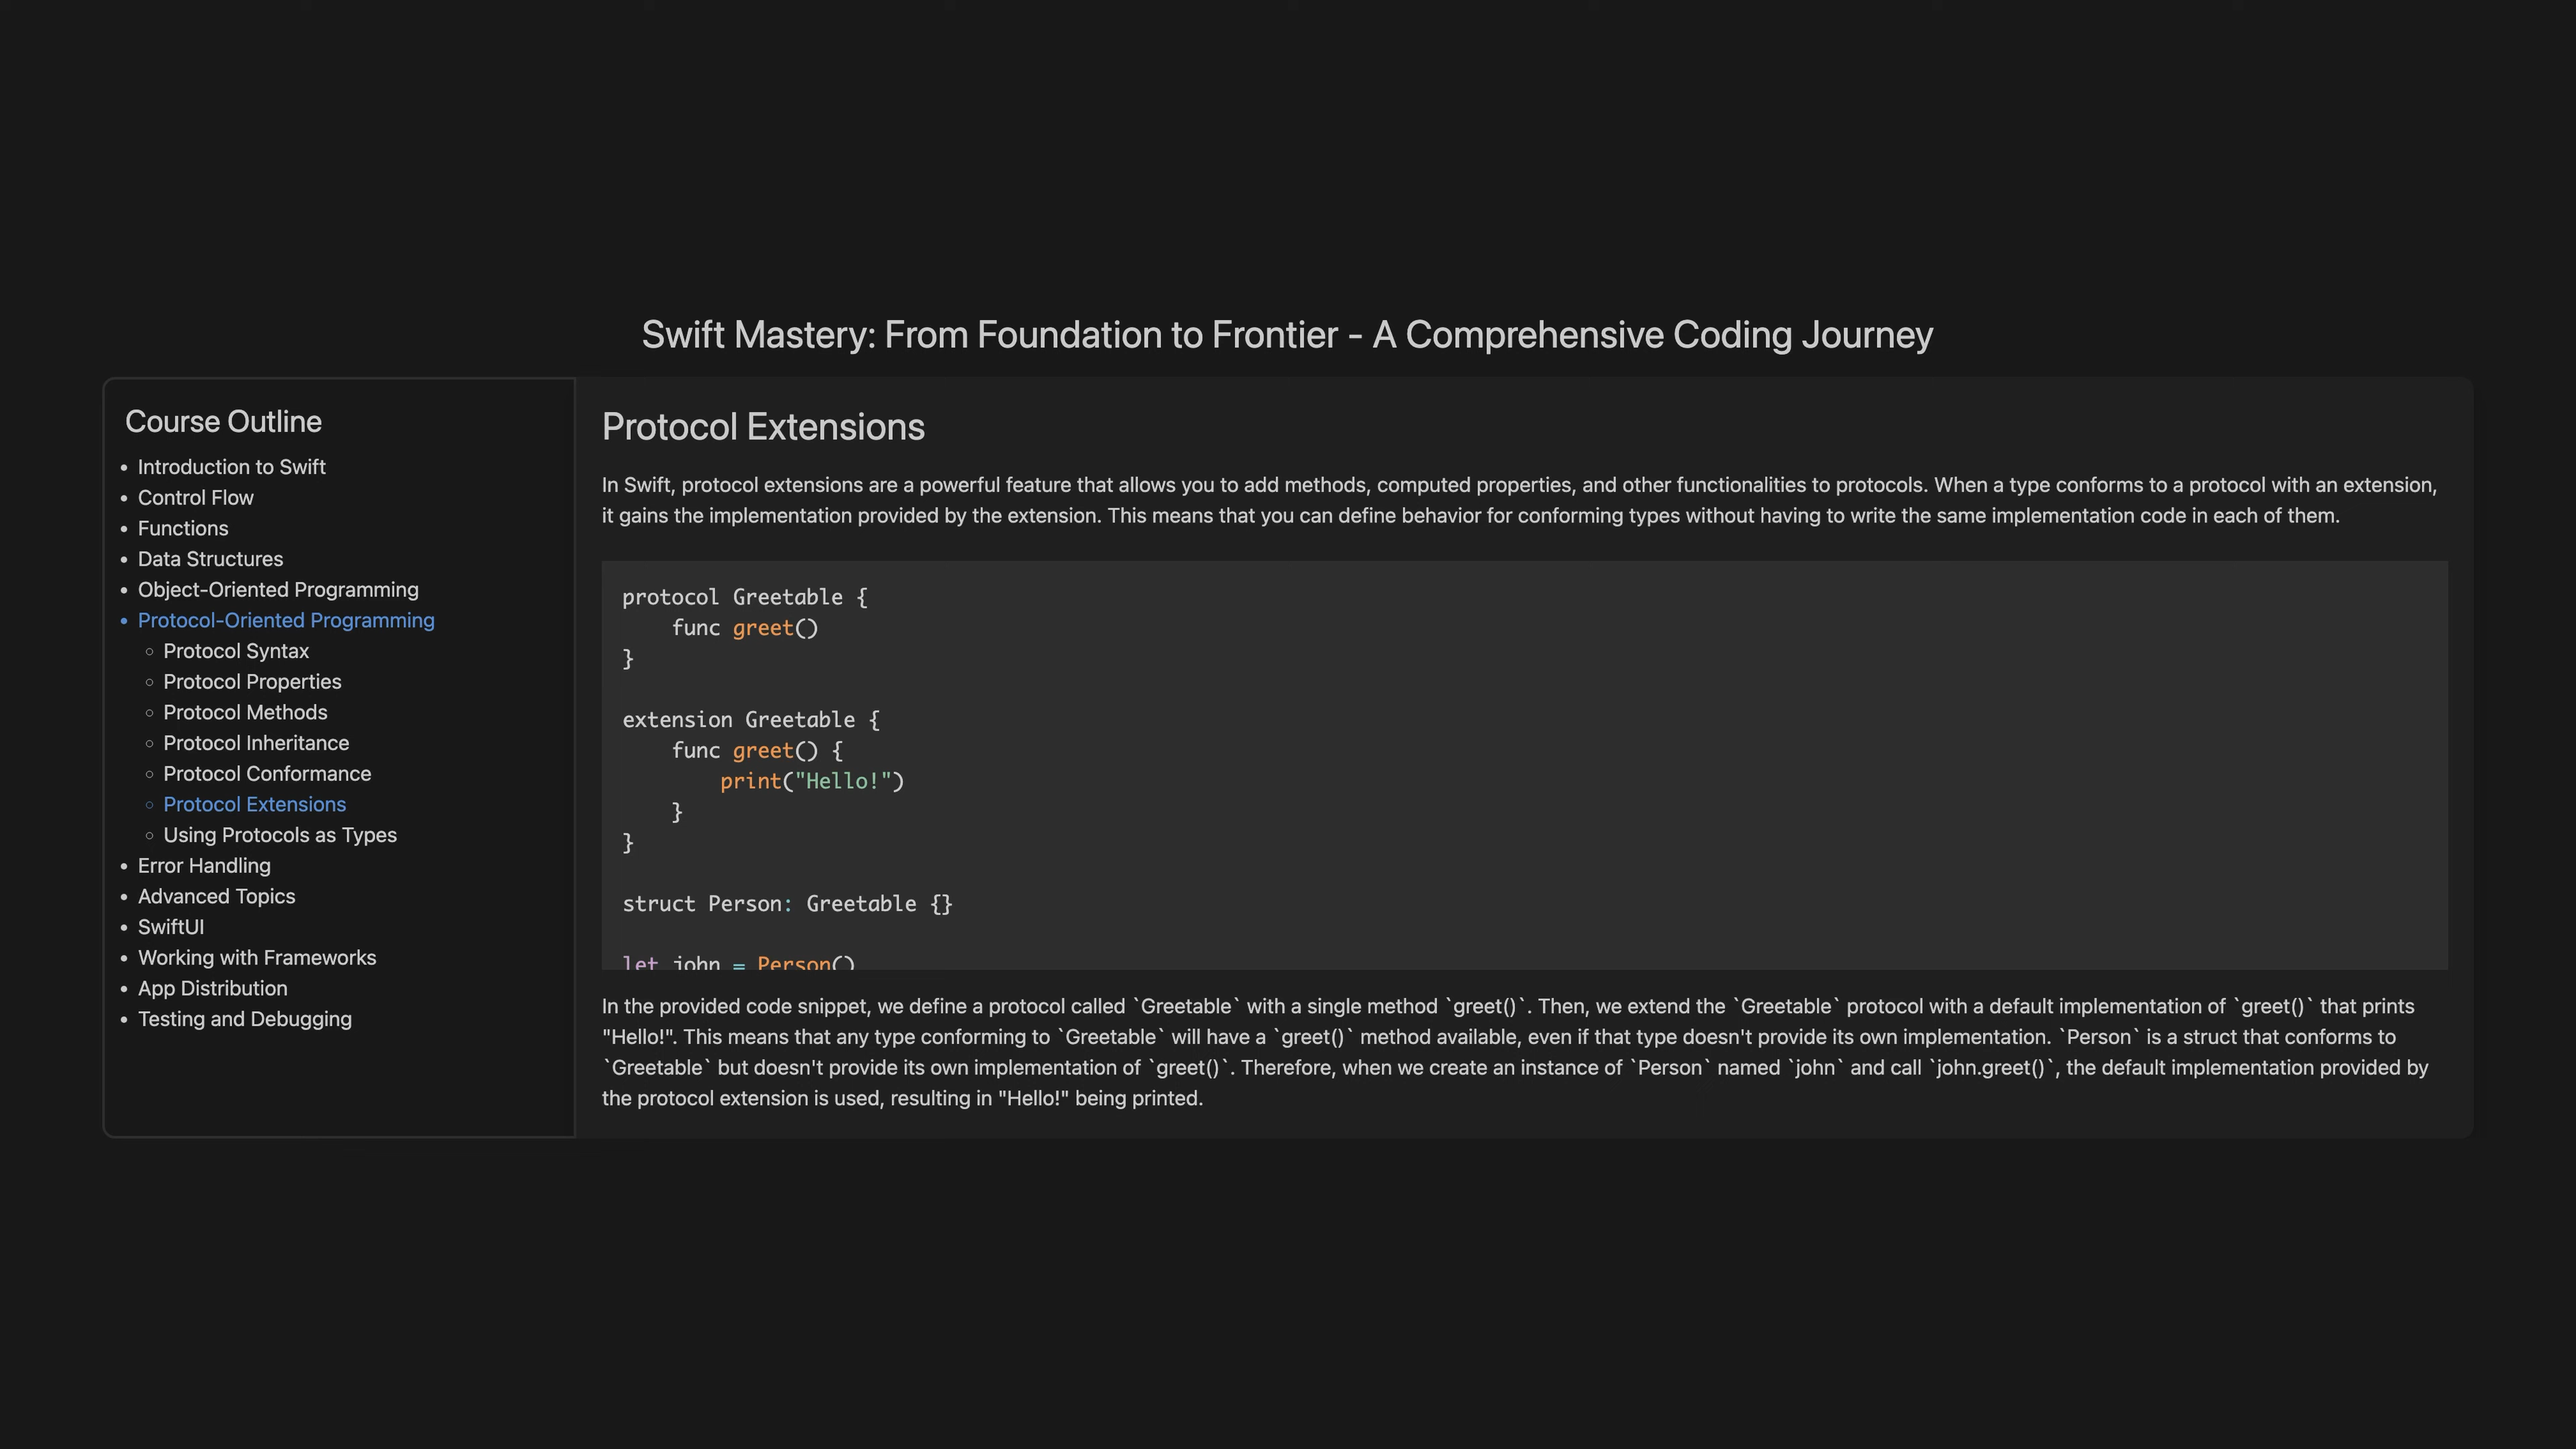 Swift Mastery: From Foundation to Frontier - A Comprehensive Coding Journey
Course Outline
• Introduction to Swift
• Control Flow
• Functions
• Data Structures
• Object-Oriented Programming
• Protocol-Oriented Programming
◦ Protocol Syntax
◦ Protocol Properties
◦ Protocol Methods
◦ Protocol Inheritance
◦ Protocol Conformance
◦ Protocol Extensions
◦ Using Protocols as Types
• Error Handling
• Advanced Topics
• SwiftUI
• Working with Frameworks
• App Distribution
• Testing and Debugging
Protocol Extensions
In Swift, protocol extensions are a powerful feature that allows you to add methods, computed properties, and other functionalities to protocols. When a type conforms to a protocol with an extension,
it gains the implementation provided by the extension. This means that you can define behavior for conforming types without having to write the same implementation code in each of them.
protocol Greetable {
    func greet()
}
extension Greetable {
    func greet() {
        print("Hello!")
    }
}
struct Person: Greetable {}
let john = Person()
In the provided code snippet, we define a protocol called `Greetable` with a single method `greet()`. Then, we extend the `Greetable` protocol with a default implementation of `greet()` that prints
"Hello!". This means that any type conforming to `Greetable` will have a `greet()` method available, even if that type doesn't provide its own implementation. `Person` is a struct that conforms to
`Greetable` but doesn't provide its own implementation of `greet()`. Therefore, when we create an instance of `Person` named `john` and call `john.greet()`, the default implementation provided by
the protocol extension is used, resulting in "Hello!" being printed.